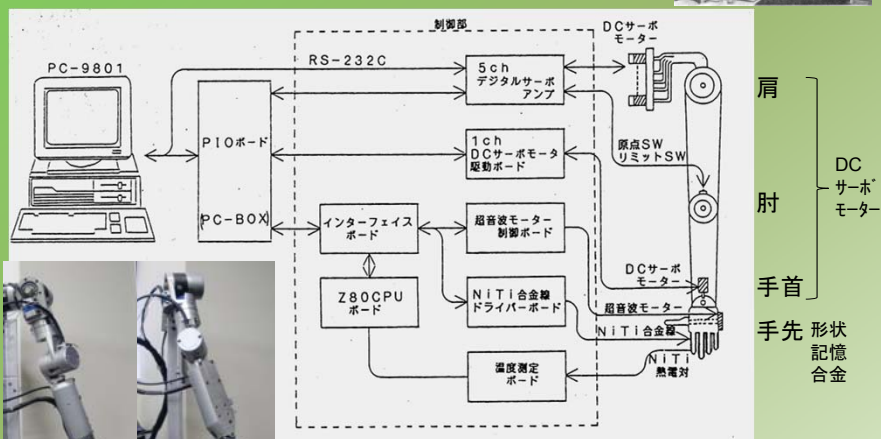 制御部
DCサーボ
モーター
PC-9801
RS-232C
5ch
デジタルサーボ
アンプ
肩
PIOボード
(PC-BOX)
1ch
DCサーボモータ
駆動ボード
原点SW
リミットSW
肘
DC
サーボ
モーター
インターフェイス
ボード
超音波モーター
制御ボード
DCサーボ
モーター
手首
Z80CPU
ボード
NiTi合金線
ドライバーボード
超音波モーター
NiTi合金線
手先
形状
記憶
合金
温度測定
ボード
NiTi
熱電対